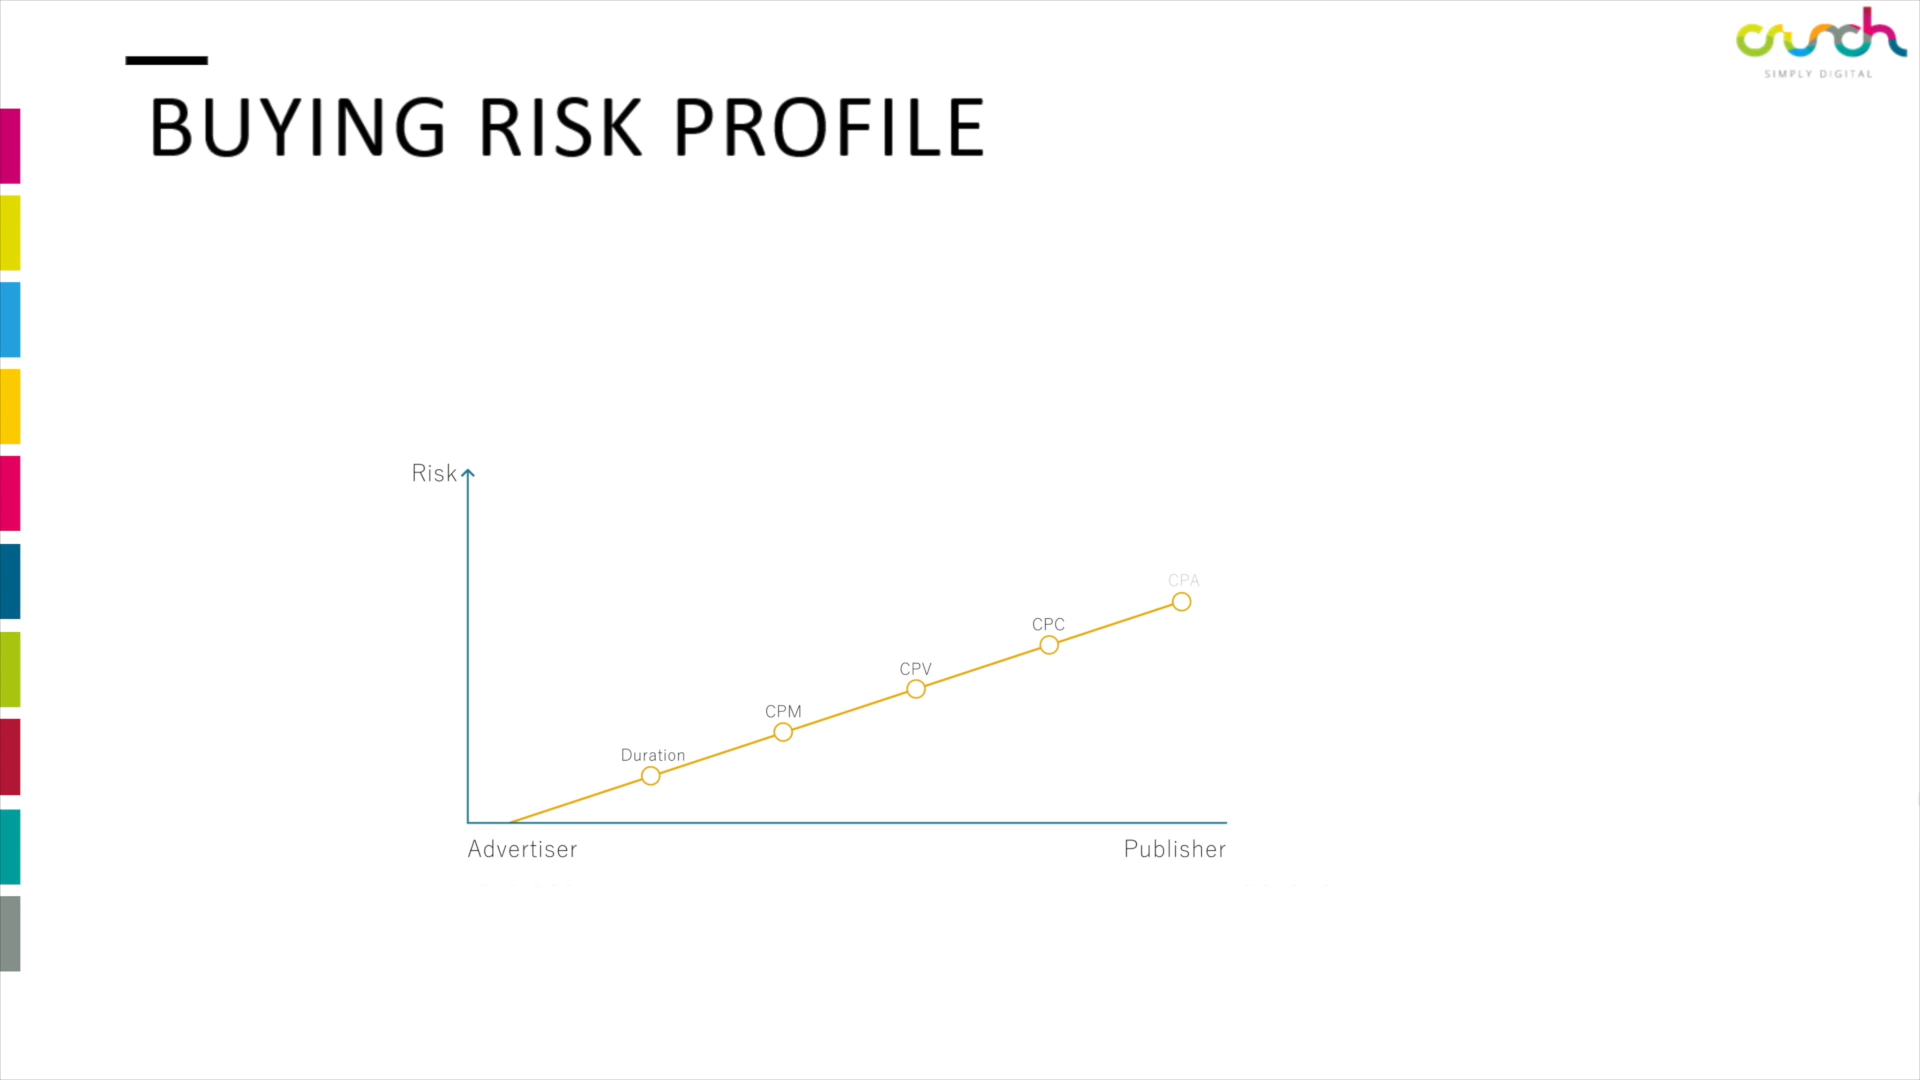 crunch
SIMPLY DIGITAL
BUYING RISK PROFILE
Risk
CPA
CPC
CPV
CPM
Duration
Advertiser
Publisher